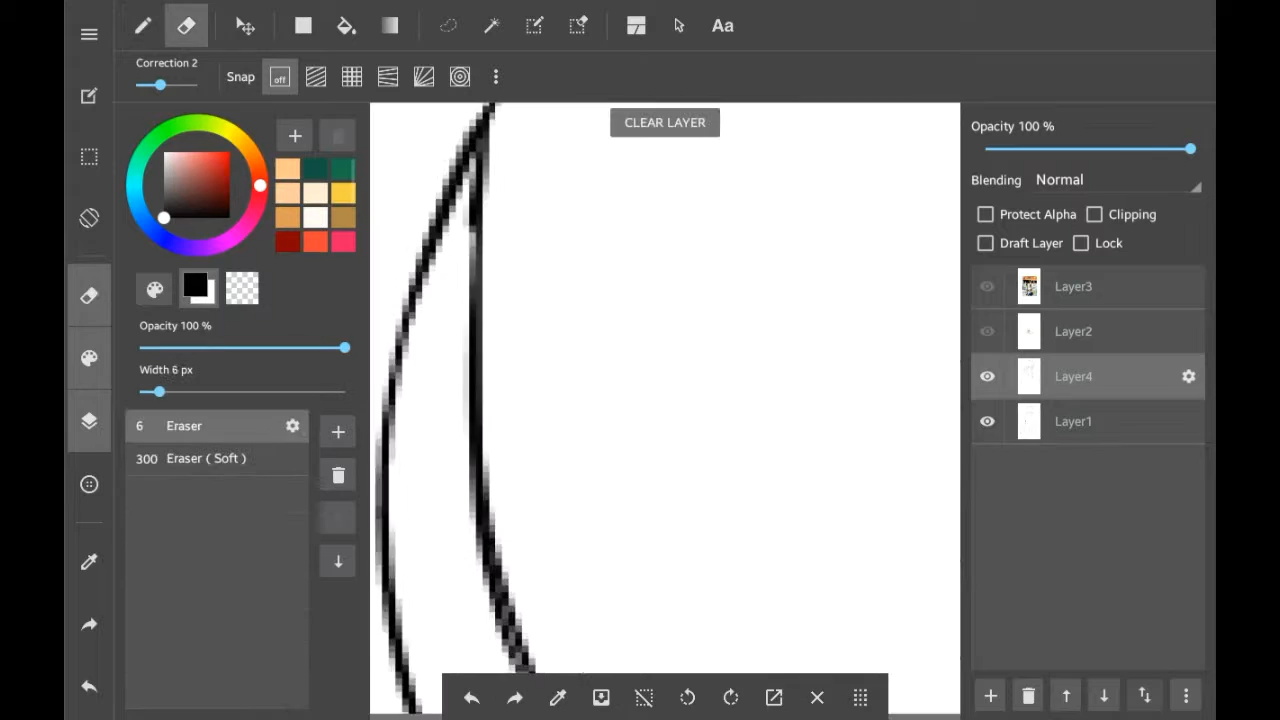 Aa
Correction 2
Snap
off
CLEAR LAYER
Opacity 100 %
Width 6 px
6 Eraser
300 Eraser ( Soft )
Opacity 100 %
Blending Normal
Protect Alpha
Clipping
Draft Layer
Lock
Layer3
Layer2
Layer4
Layer1